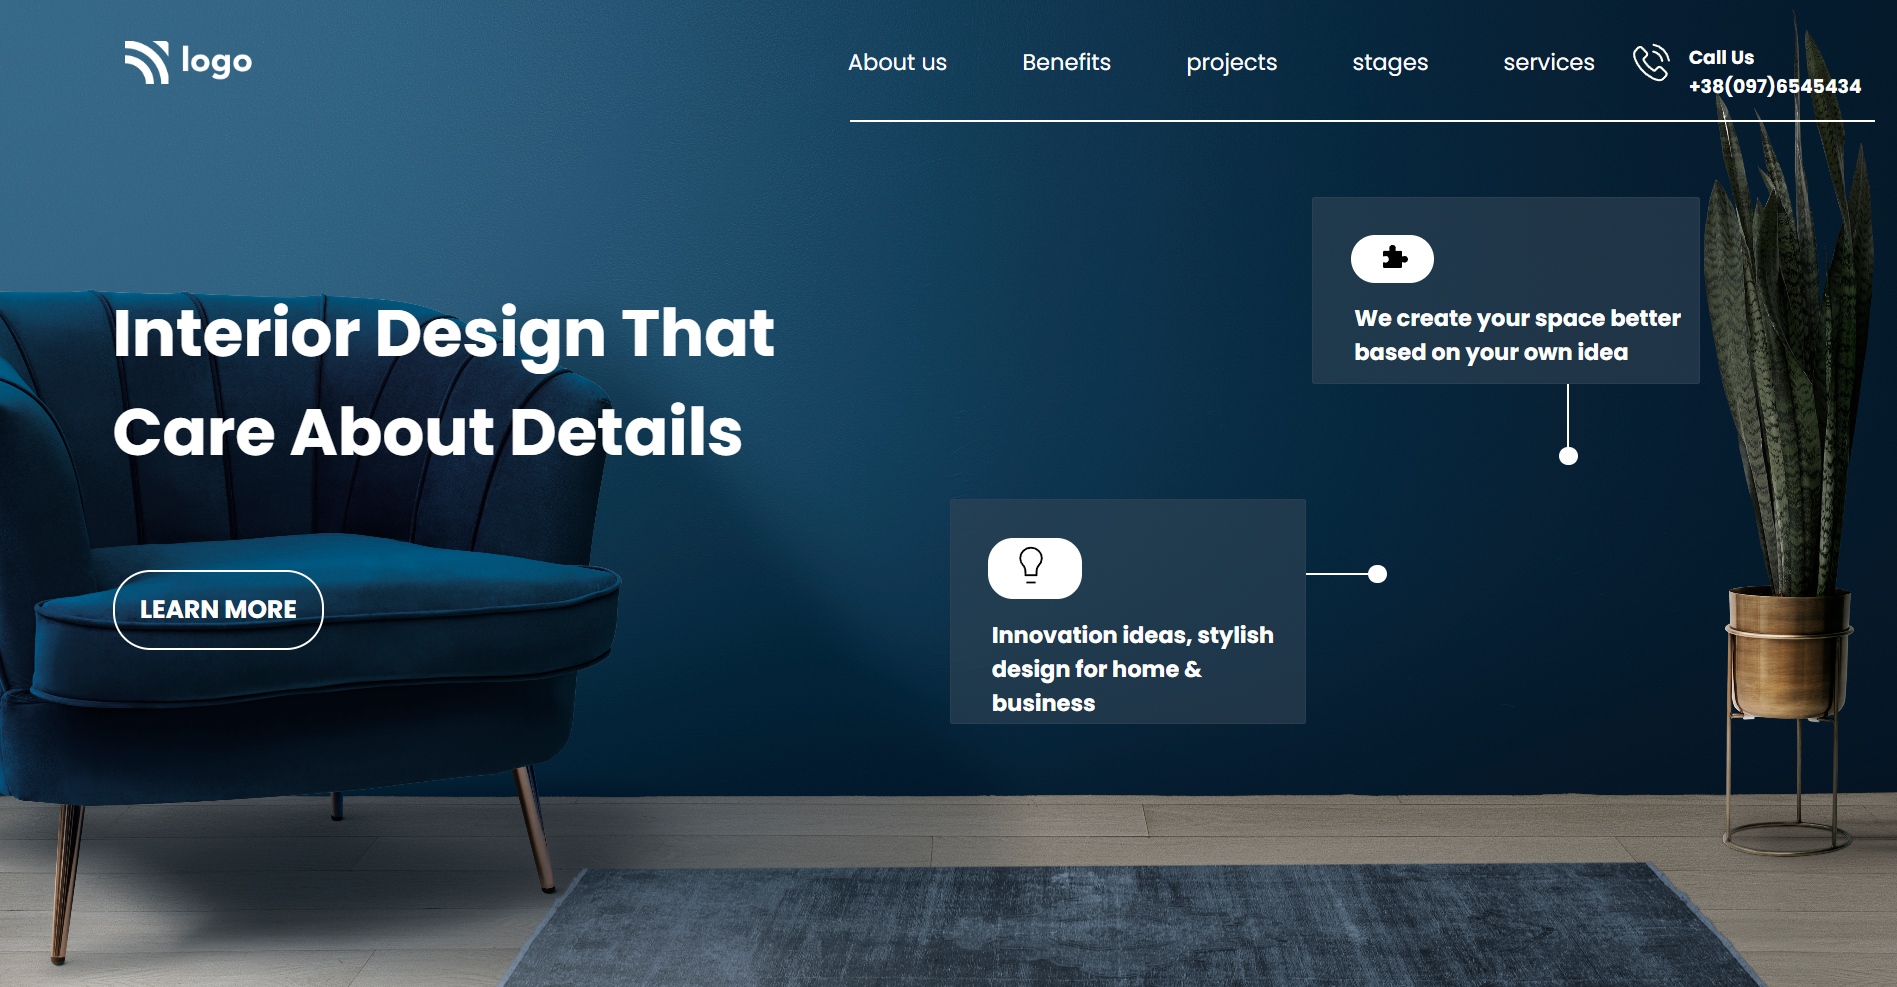 logo
About us
Benefits
projects
stages
services
Call Us
+38(097)6545434
Interior Design That
Care About Details
LEARN MORE
We create your space better
based on your own idea
Innovation ideas, stylish
design for home &
business